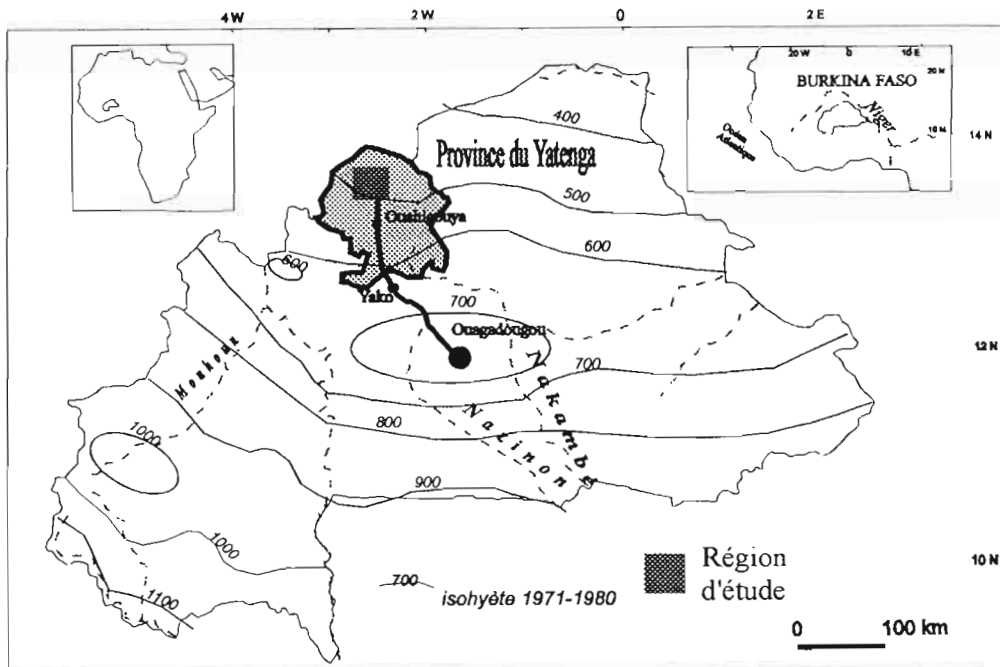 4 W
2 W
0
2 E
20 W
0
10 E
BURKINA FASO
20 N
Niger
10 N
Océan
Atlantique
14 N
400
Province du Yatenga
500
Ouahigouya
600
600
Yako
700
Ouagadougou
12 N
Mouhoun
Nakambé
700
Nazinon
800
1000
900
1000
10 N
1100
700
isohyète 1971-1980
Région
d'étude
0
100 km